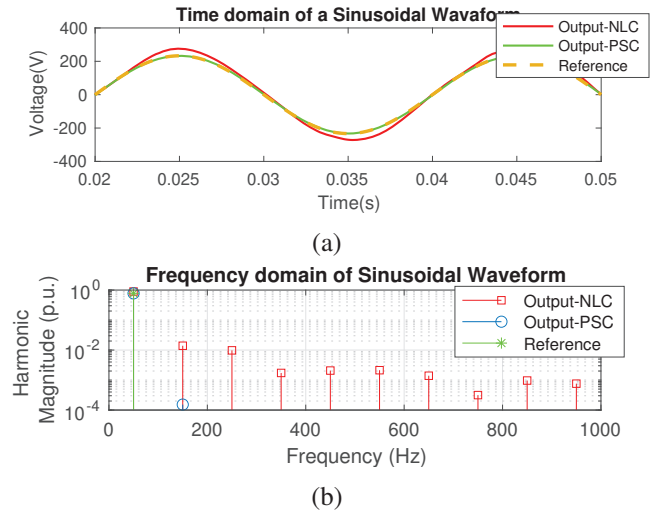 Time domain of a Sinusoidal Wavaform
Output-NLC
Output-PSC
Reference
Voltage(V)
400
200
0
-200
-400
0.02 0.025 0.03 0.035 0.04 0.045 0.05
Time(s)
(a)
Frequency domain of Sinusoidal Waveform
Output-NLC
Output-PSC
Reference
Harmonic
Magnitude (p.u.)
10^0
10^-2
10^-4
0 200 400 600 800 1000
Frequency (Hz)
(b)